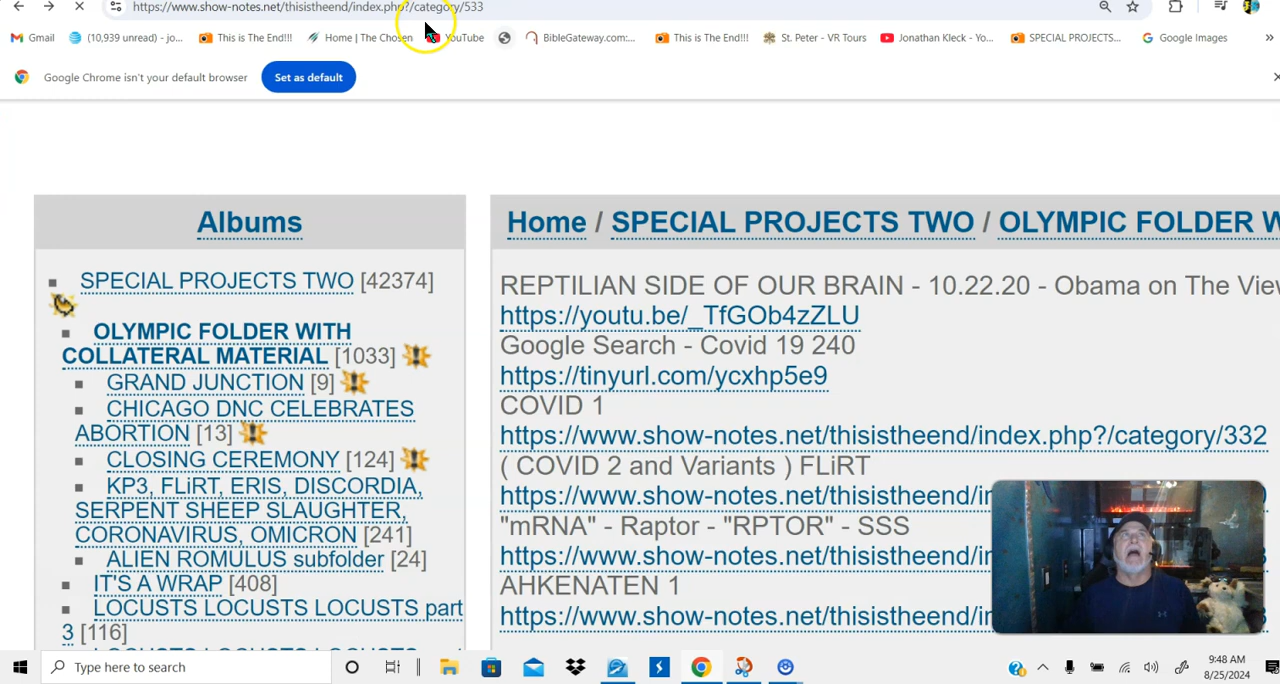 https://www.show-notes.net/thisistheend/index.php?/category/533
Gmail
(10,939 unread) - jo...
This is The End!!!
Home | The Chosen
YouTube
BibleGateway.com:...
This is The End!!!
St. Peter - VR Tours
Jonathan Kleck - Yo...
SPECIAL PROJECTS...
Google Images
Google Chrome isn't your default browser
Set as default
Albums
SPECIAL PROJECTS TWO [42374]
OLYMPIC FOLDER WITH
COLLATERAL MATERIAL [1033]
GRAND JUNCTION [9]
CHICAGO DNC CELEBRATES
ABORTION [13]
CLOSING CEREMONY [124]
KP3, FLiRT, ERIS, DISCORDIA,
SERPENT SHEEP SLAUGHTER,
CORONAVIRUS, OMICRON [241]
ALIEN ROMULUS subfolder [24]
IT'S A WRAP [408]
LOCUSTS LOCUSTS LOCUSTS part
3 [116]
Home / SPECIAL PROJECTS TWO / OLYMPIC FOLDER W
REPTILIAN SIDE OF OUR BRAIN - 10.22.20 - Obama on The Vie
https://youtu.be/_TfGOb4zZLU
Google Search - Covid 19 240
https://tinyurl.com/ycxhp5e9
COVID 1
https://www.show-notes.net/thisistheend/index.php?/category/332
( COVID 2 and Variants ) FLiRT
https://www.show-notes.net/thisistheend/in
"mRNA" - Raptor - "RPTOR" - SSS
https://www.show-notes.net/thisistheend/in
AHKENATEN 1
https://www.show-notes.net/thisistheend/in
Type here to search
9:48 AM
8/25/2024